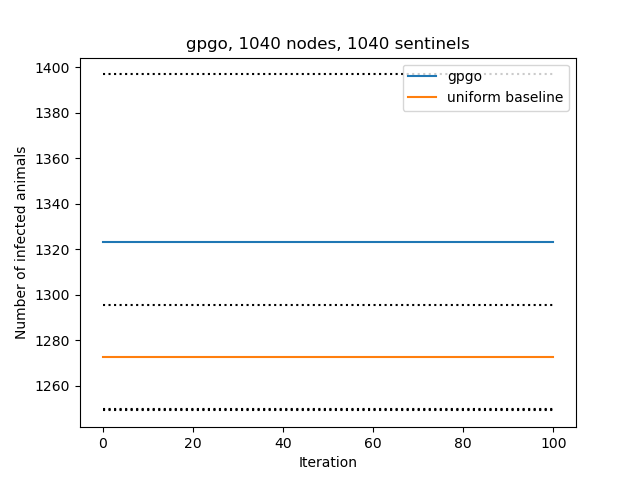 gpgo, 1040 nodes, 1040 sentinels
1400
1380
1360
1340
1320
1300
1280
1260
Number of infected animals
gpgo
uniform baseline
0 20 40 60 80 100
Iteration